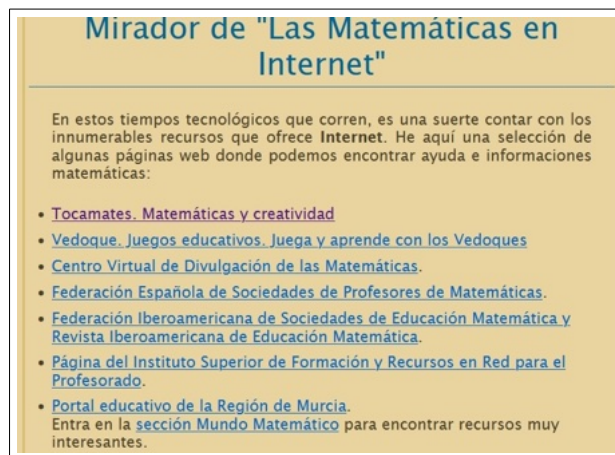 Mirador de "Las Matemáticas en
Internet"
En estos tiempos tecnológicos que corren, es una suerte contar con los
innumerables recursos que ofrece Internet. He aquí una selección de
algunas páginas web donde podemos encontrar ayuda e informaciones
matemáticas:
• Tocamates. Matemáticas y creatividad
• Vedoque. Juegos educativos. Juega y aprende con los Vedoques
• Centro Virtual de Divulgación de las Matemáticas.
• Federación Española de Sociedades de Profesores de Matemáticas.
• Federación Iberoamericana de Sociedades de Educación Matemática y
Revista Iberoamericana de Educación Matemática.
• Página del Instituto Superior de Formación y Recursos en Red para el
Profesorado.
• Portal educativo de la Región de Murcia.
Entra en la sección Mundo Matemático para encontrar recursos muy
interesantes.